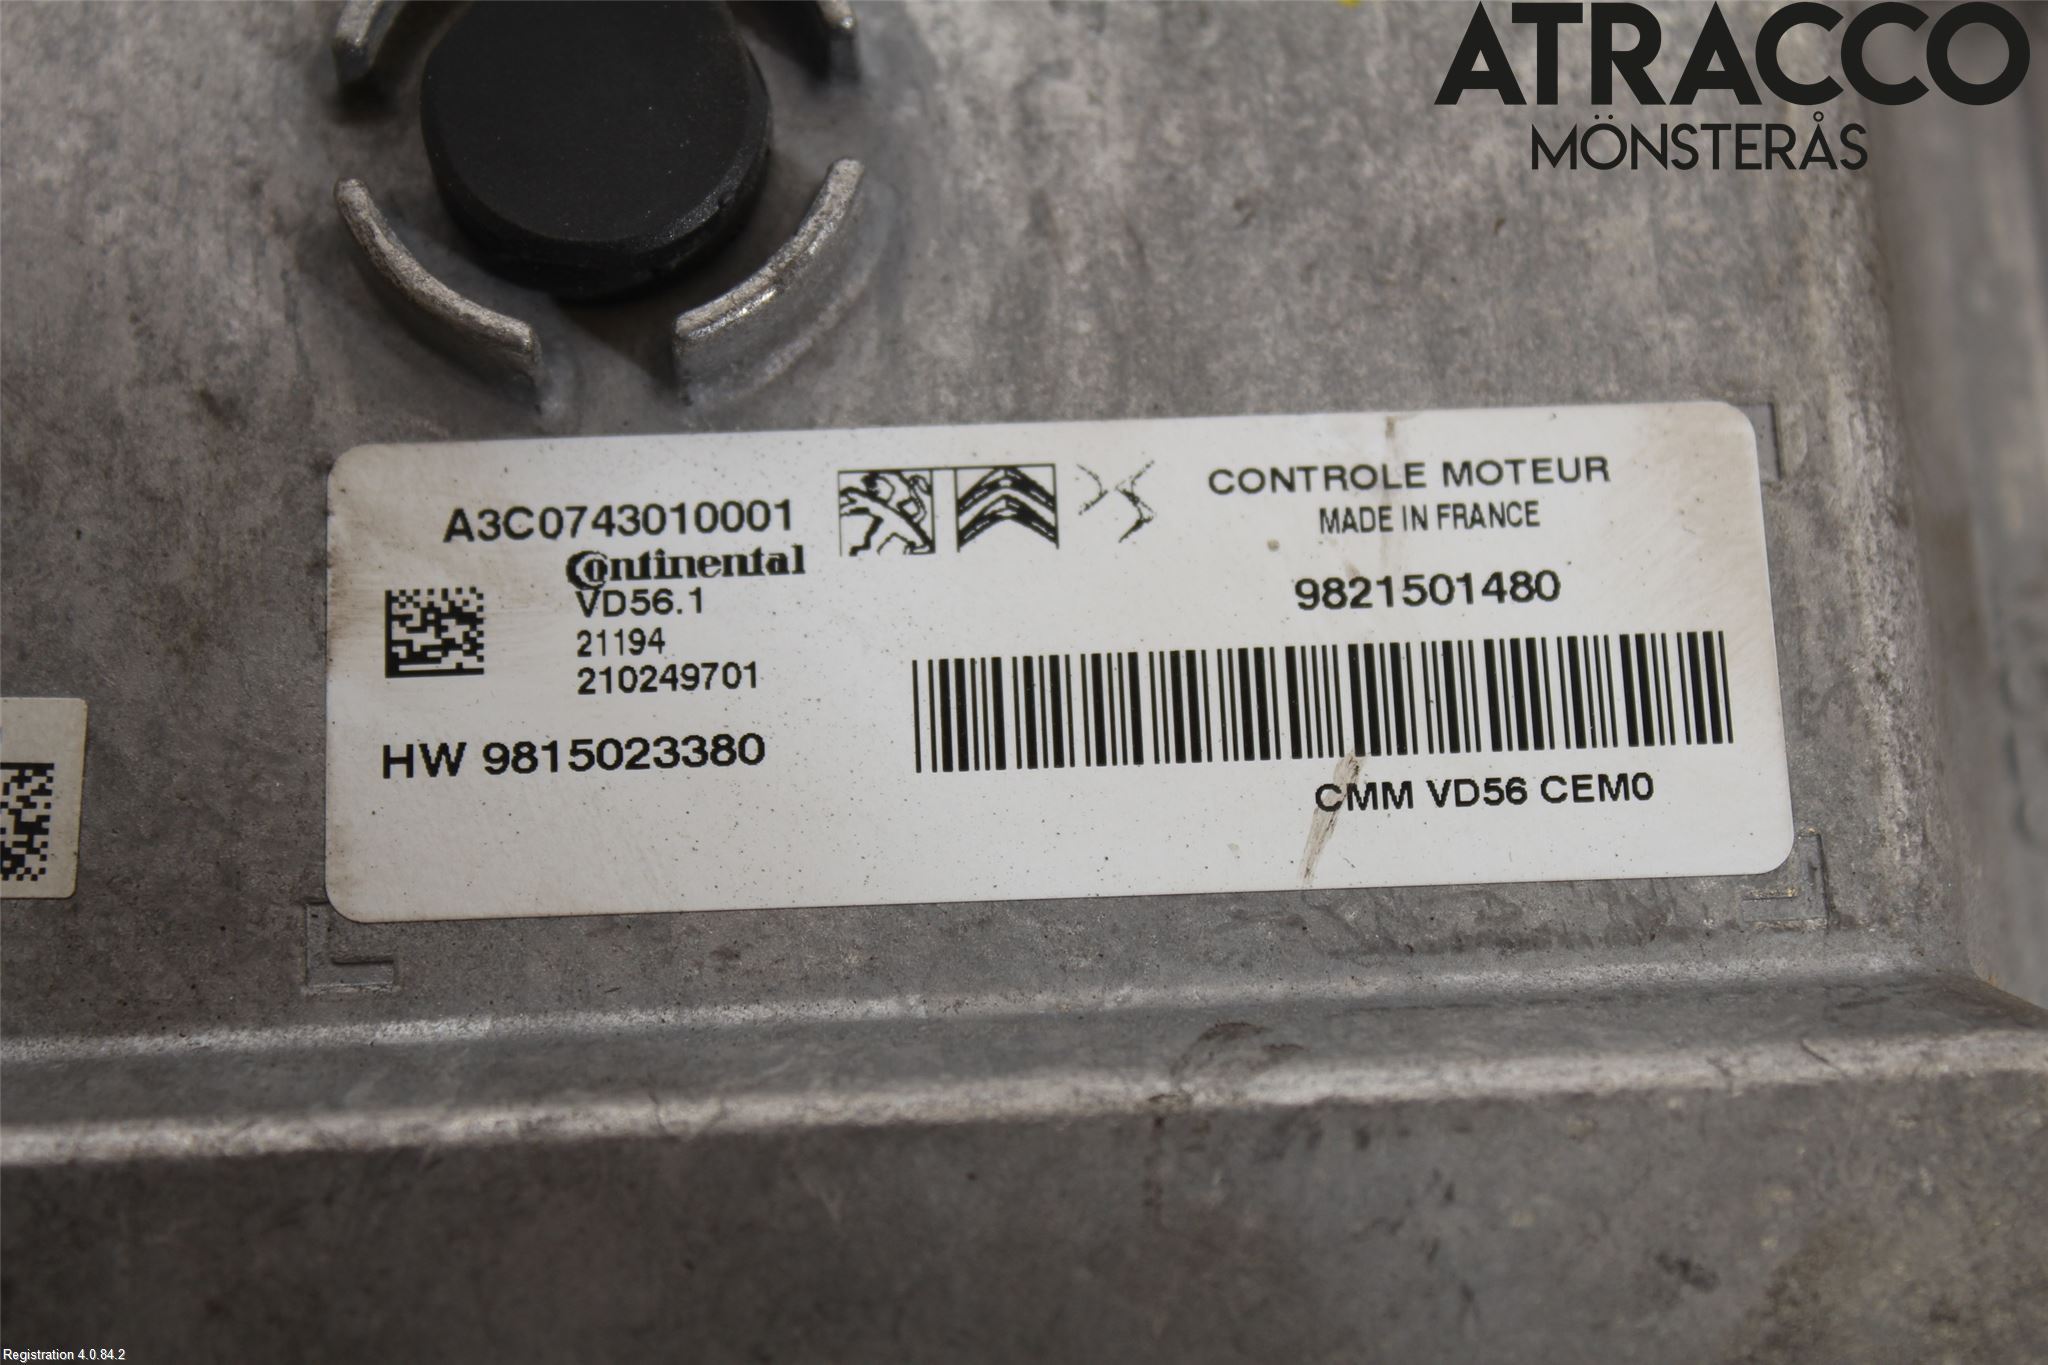 ATRACCO
MÖNSTERÅS
A3C0743010001
Continental
VD56.1
21194
210249701
HW 9815023380
CONTROLE MOTEUR
MADE IN FRANCE
9821501480
CMM VD56 CEM0
Registration 4.0.84.2